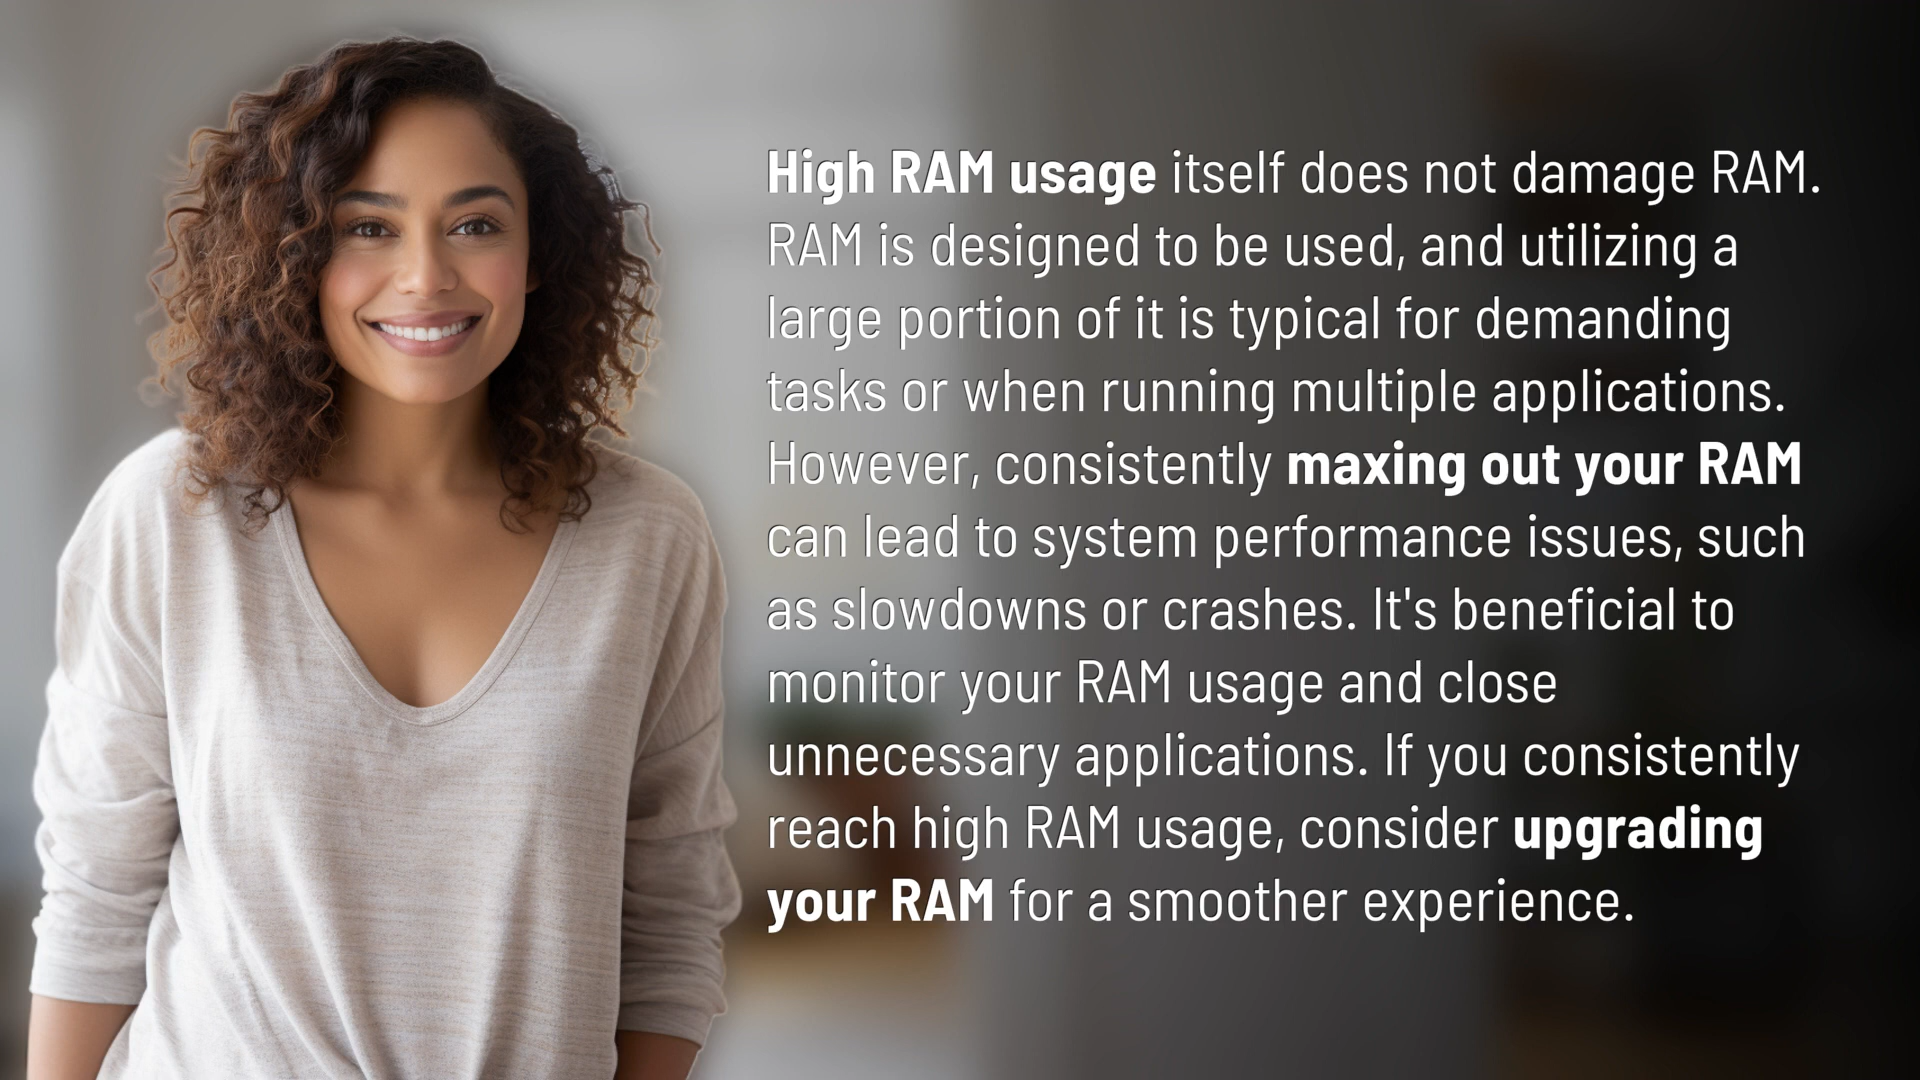 High RAM usage itself does not damage RAM.
RAM is designed to be used, and utilizing a
large portion of it is typical for demanding
tasks or when running multiple applications.
However, consistently maxing out your RAM
can lead to system performance issues, such
as slowdowns or crashes. It's beneficial to
monitor your RAM usage and close
unnecessary applications. If you consistently
reach high RAM usage, consider upgrading
your RAM for a smoother experience.